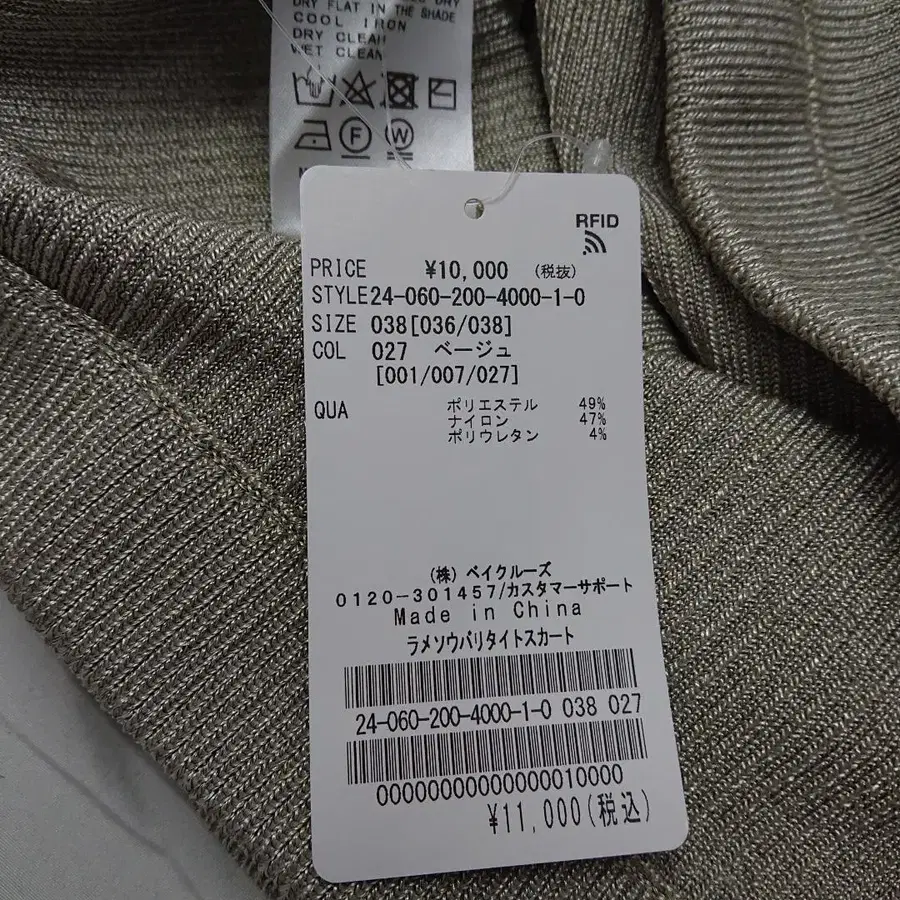 DRY FLAT IN THE SHADE
COOL IRON
DRY CLEAN
WET CLEAN
F
W
RFID
PRICE ¥10,000 (税抜)
STYLE 24-060-200-4000-1-0
SIZE 038[036/038]
COL 027 ベージュ
[001/007/027]
QUA ポリエステル 49%
ナイロン 47%
ポリウレタン 4%
(株) ベイクルーズ
0120-301457/カスタマーサポート
Made in China
ラメソウバリタイトスカート
24-060-200-4000-1-0 038 027
000000000000000010000
¥11,000(税込)